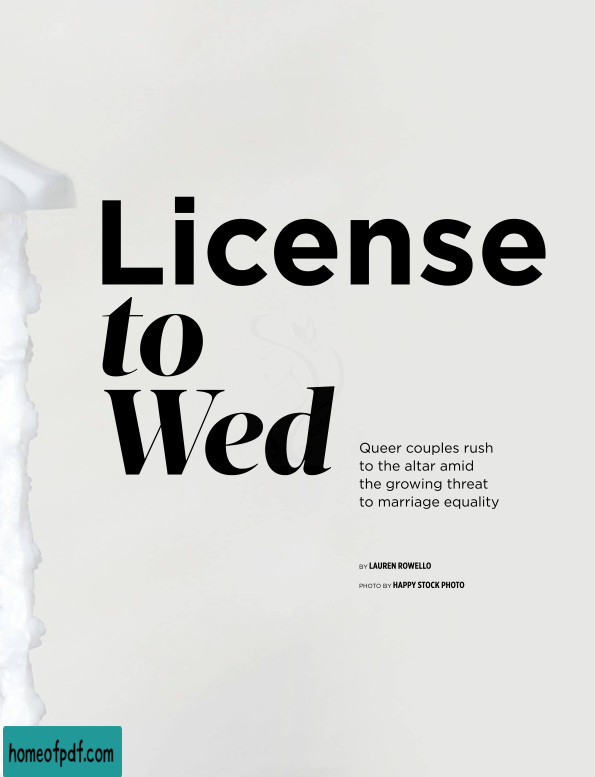 License
to
Wed
Queer couples rush
to the altar amid
the growing threat
to marriage equality
BY LAUREN ROWELLO
PHOTO BY HAPPY STOCK PHOTO
homeofpdf.com